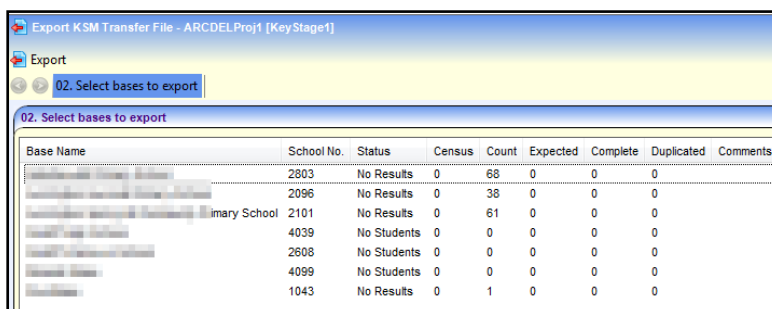 Export KSM Transfer File - ARCDELProj1 [KeyStage1]
Export
02. Select bases to export
02. Select bases to export
Base Name School No. Status Census Count Expected Complete Duplicated Comments
2803 No Results 0 68 0 0 0
2096 No Results 0 38 0 0 0
imary School 2101 No Results 0 61 0 0 0
4039 No Students 0 0 0 0 0
2608 No Results 0 0 0 0 0
4099 No Students 0 0 0 0 0
1043 No Results 0 1 0 0 0